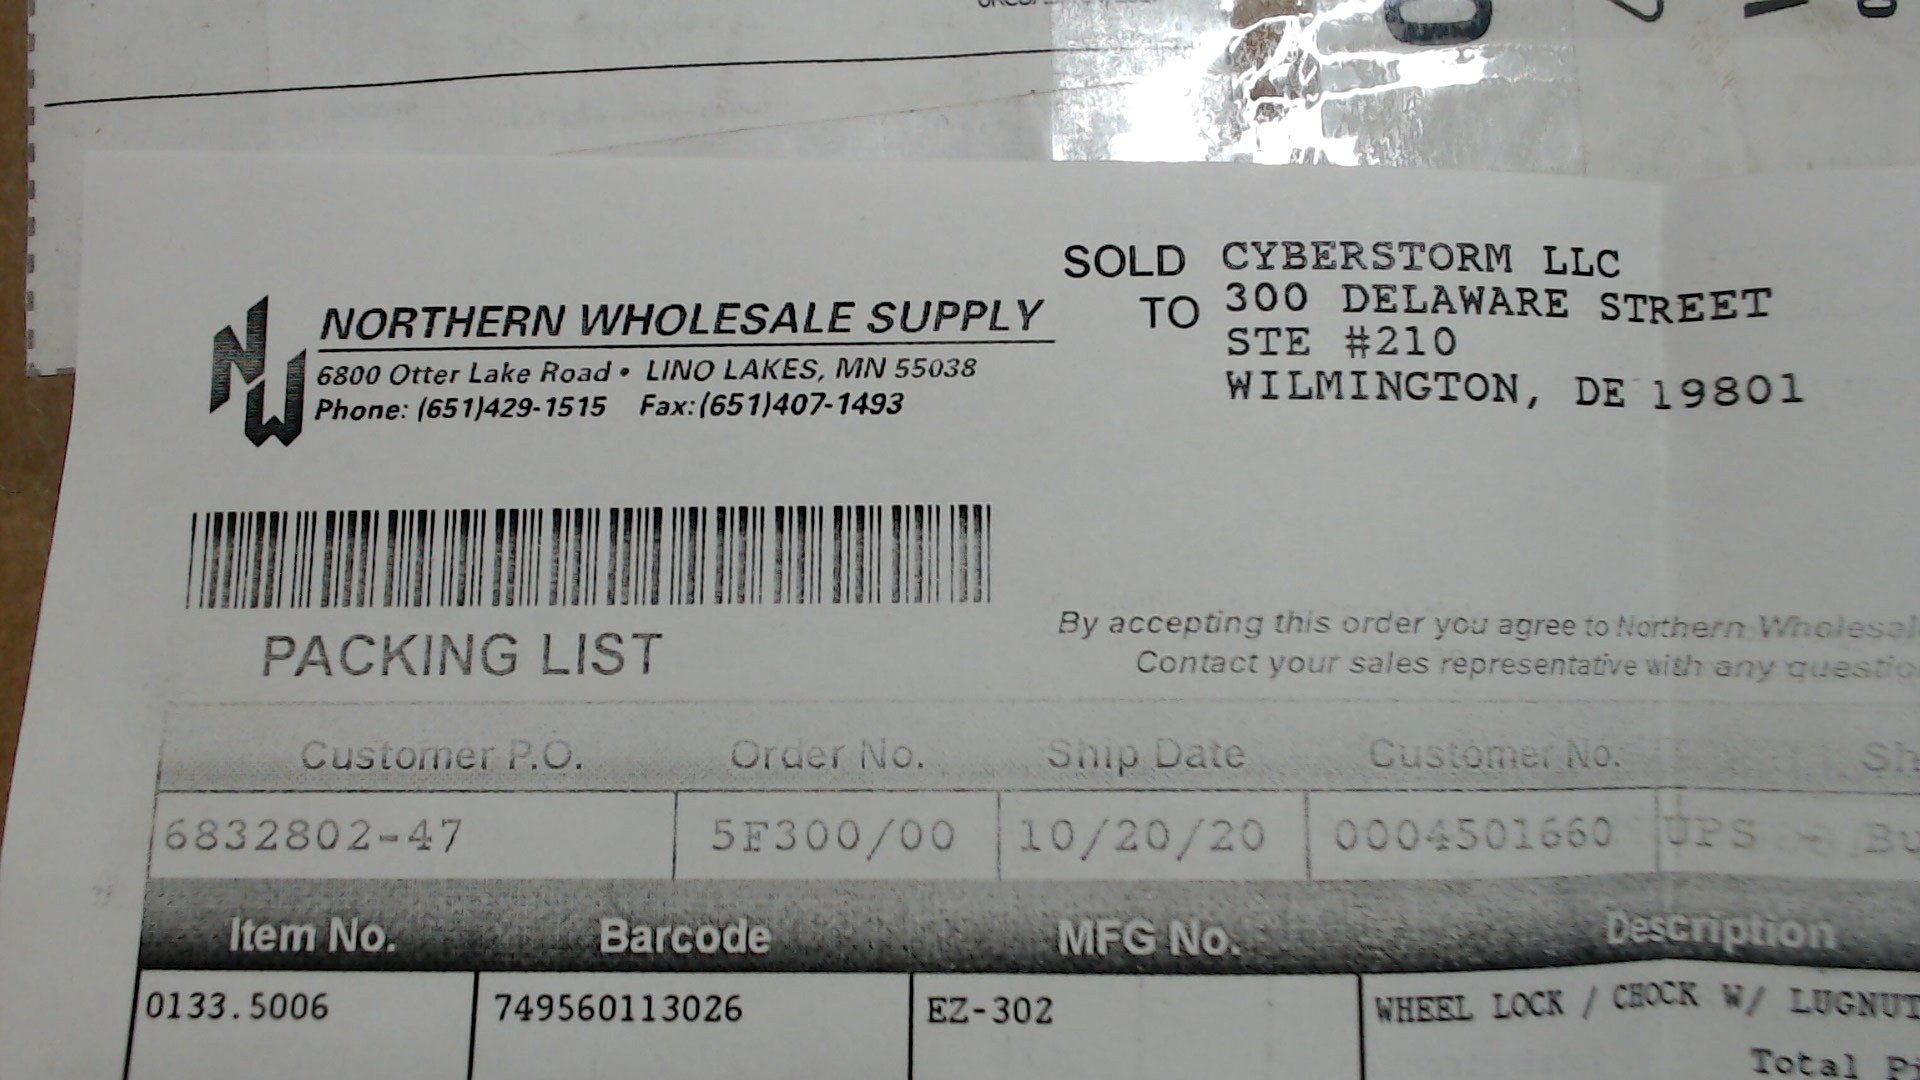 SOLD TO
CYBERSTORM LLC
300 DELAWARE STREET
STE #210
WILMINGTON, DE 19801
NORTHERN WHOLESALE SUPPLY
6800 Otter Lake Road • LINO LAKES, MN 55038
Phone: (651)429-1515 Fax:(651)407-1493
PACKING LIST
By accepting this order you agree to Northern
Contact your sales representative with any
Customer P.O. Order No. Ship Date Customer No.
6832802-47 5F300/00 10/20/20 0004501660 UPS
Item No. Barcode MFG No. Description
0133.5006 749560113026 EZ-302 WHEEL LOCK / CHOCK W/ LUGNUT
Total